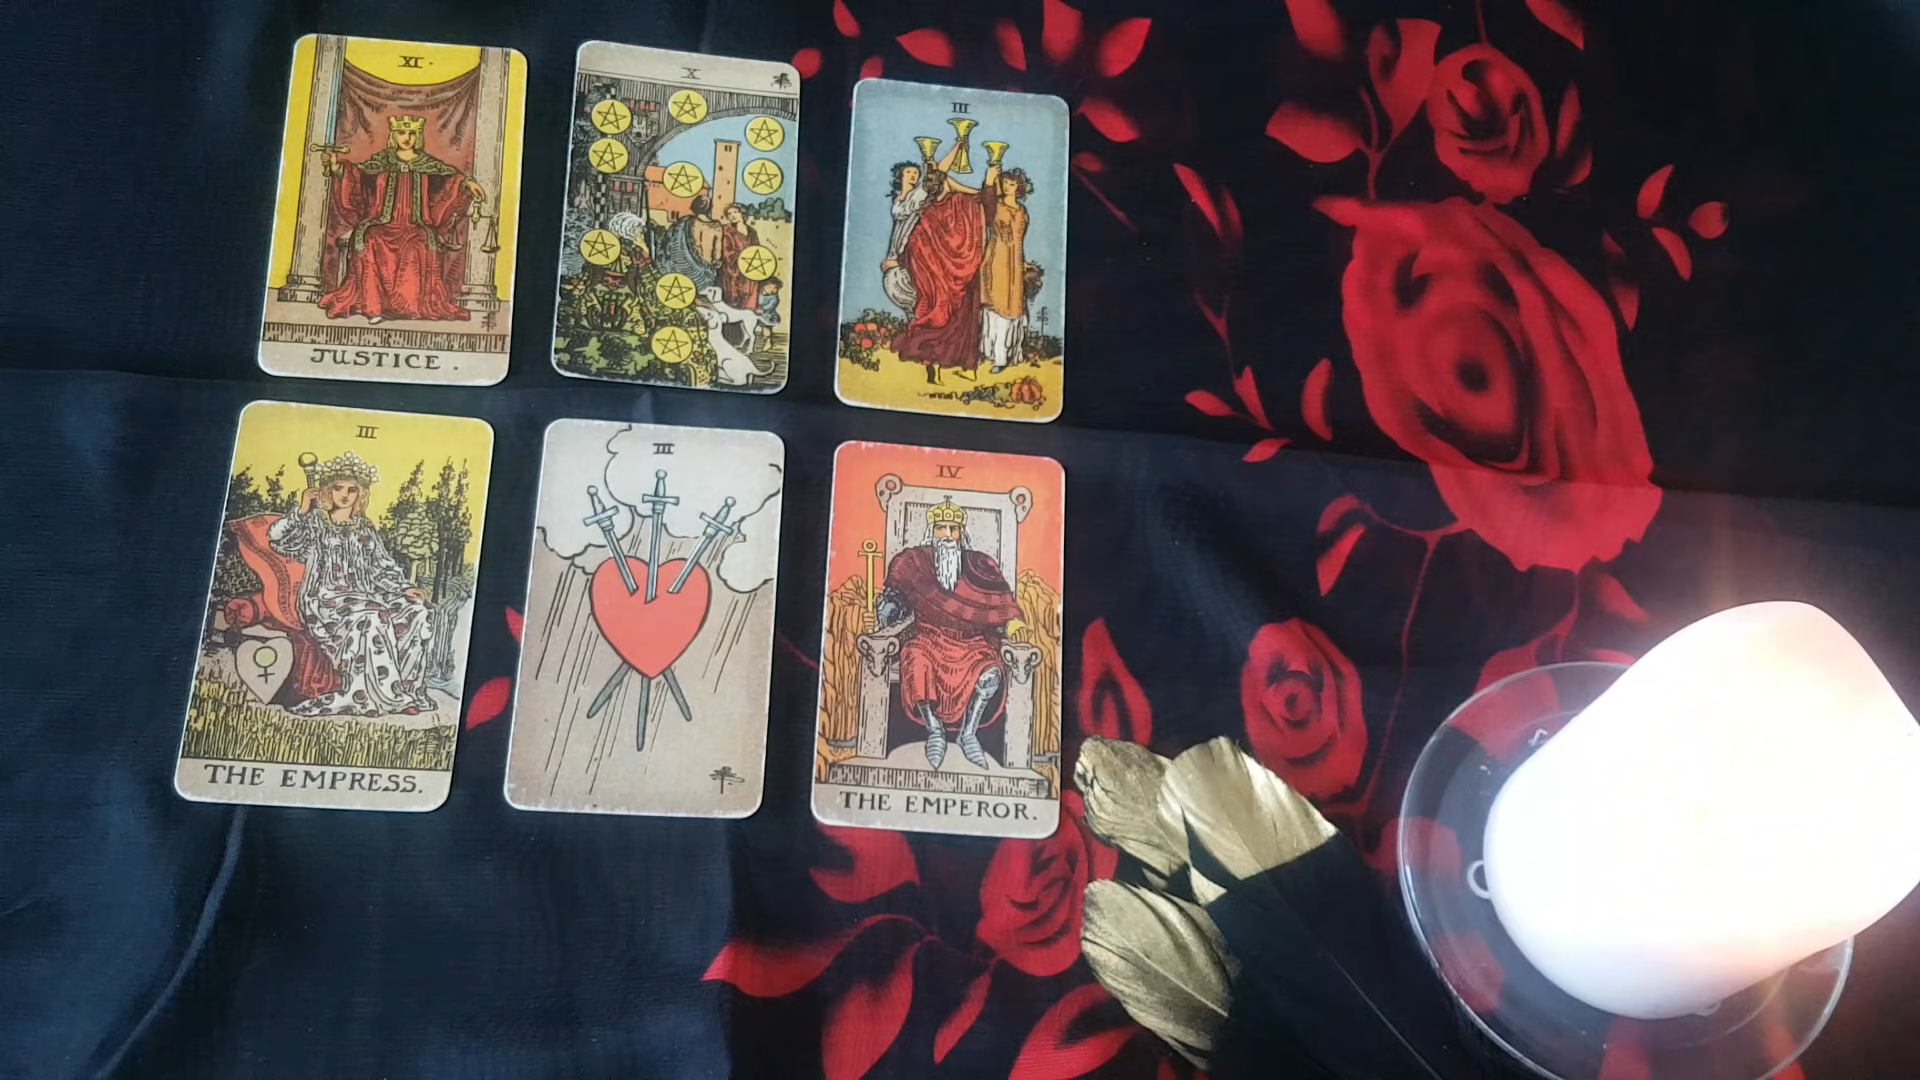 XI.
X
III
JUSTICE.
III
III
IV
THE EMPRESS.
THE EMPEROR.